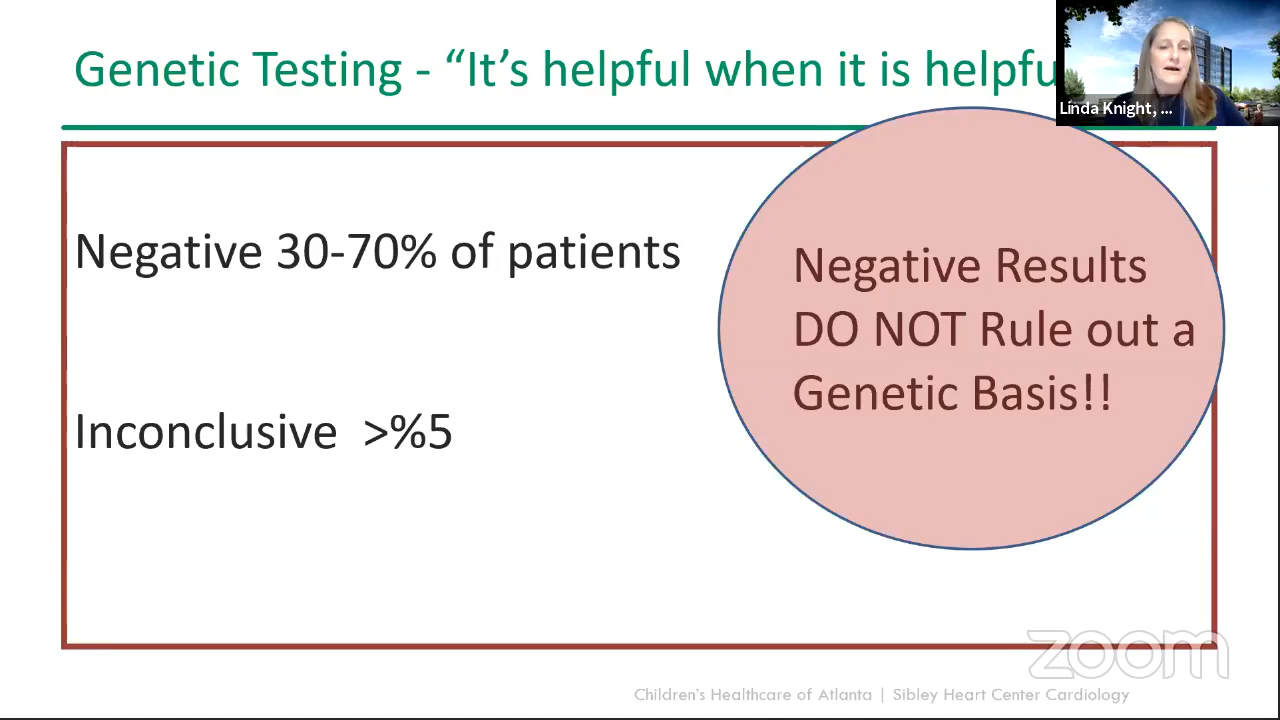 Genetic Testing - “It’s helpful when it is helpfu
Linda Knight, ...
Negative 30-70% of patients
Inconclusive >%5
Negative Results
DO NOT Rule out a
Genetic Basis!!
zoom
Children's Healthcare of Atlanta | Sibley Heart Center Cardiology